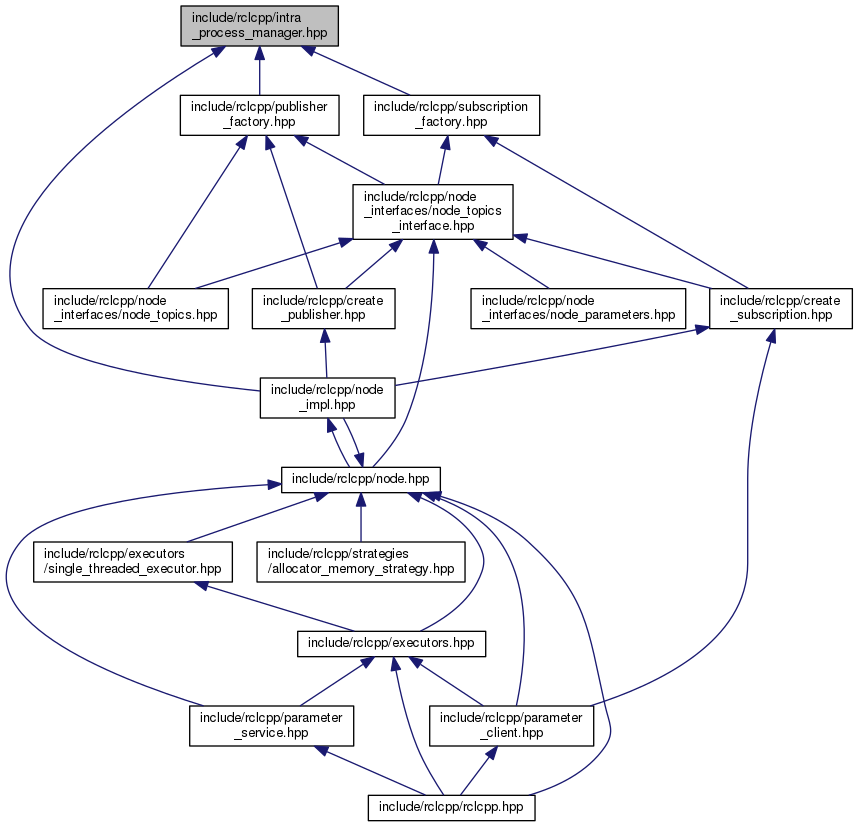 include/rclcpp/intra
_process_manager.hpp
include/rclcpp/publisher
_factory.hpp
include/rclcpp/subscription
_factory.hpp
include/rclcpp/node
_interfaces/node_topics
_interface.hpp
include/rclcpp/node
_interfaces/node_topics.hpp
include/rclcpp/create
_publisher.hpp
include/rclcpp/node
_interfaces/node_parameters.hpp
include/rclcpp/create
_subscription.hpp
include/rclcpp/node
_impl.hpp
include/rclcpp/node.hpp
include/rclcpp/executors
/single_threaded_executor.hpp
include/rclcpp/strategies
/allocator_memory_strategy.hpp
include/rclcpp/executors.hpp
include/rclcpp/parameter
_service.hpp
include/rclcpp/parameter
_client.hpp
include/rclcpp/rclcpp.hpp